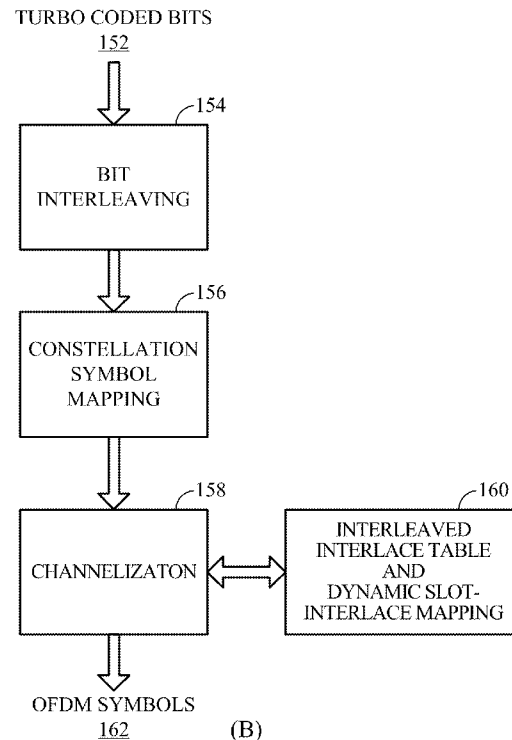 TURBO CODED BITS
152
154
BIT
INTERLEAVING
156
CONSTELLATION
SYMBOL
MAPPING
158
CHANNELIZATON
160
INTERLEAVED
INTERLACE TABLE
AND
DYNAMIC SLOT-
INTERLACE MAPPING
OFDM SYMBOLS
162
(B)